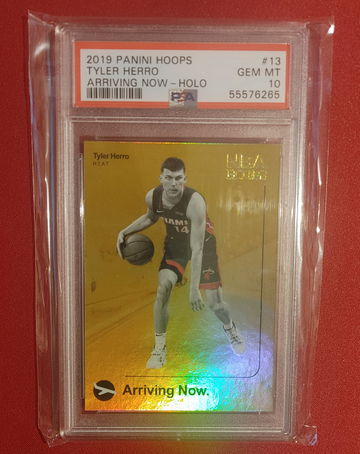 2019 PANINI HOOPS #13
TYLER HERRO GEM MT
ARRIVING NOW-HOLO 10
PSA 55576265
Tyler Herro
HEAT
NBA
HOOPS
MIAMI
14
Arriving Now.